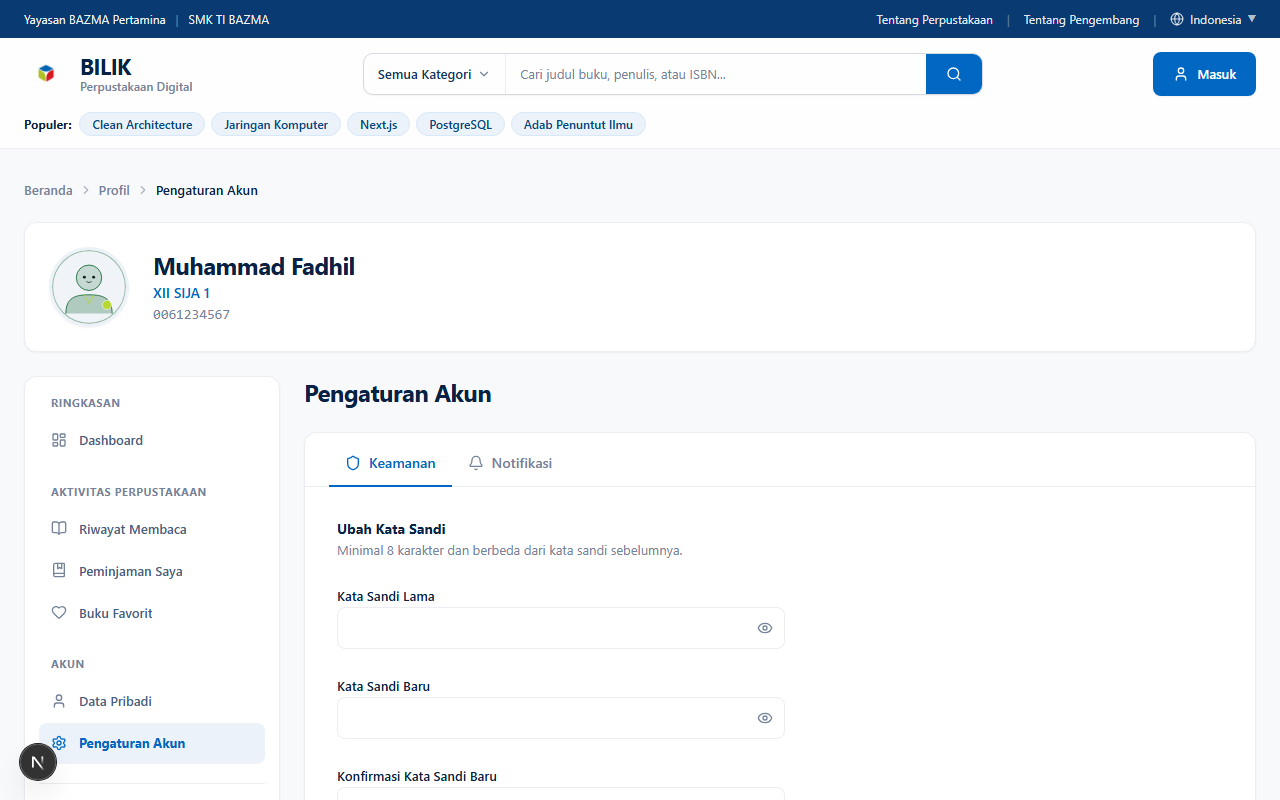 Yayasan BAZMA Pertamina | SMK TI BAZMA
Tentang Perpustakaan | Tentang Pengembang | Indonesia
BILIK
Perpustakaan Digital
Semua Kategori
Cari judul buku, penulis, atau ISBN...
Masuk
Populer: Clean Architecture Jaringan Komputer Next.js PostgreSQL Adab Penuntut Ilmu
Beranda > Profil > Pengaturan Akun
Muhammad Fadhil
XII SIJA 1
0061234567
RINGKASAN
Dashboard
AKTIVITAS PERPUSTAKAAN
Riwayat Membaca
Peminjaman Saya
Buku Favorit
AKUN
Data Pribadi
Pengaturan Akun
N
Pengaturan Akun
Keamanan Notifikasi
Ubah Kata Sandi
Minimal 8 karakter dan berbeda dari kata sandi sebelumnya.
Kata Sandi Lama
Kata Sandi Baru
Konfirmasi Kata Sandi Baru